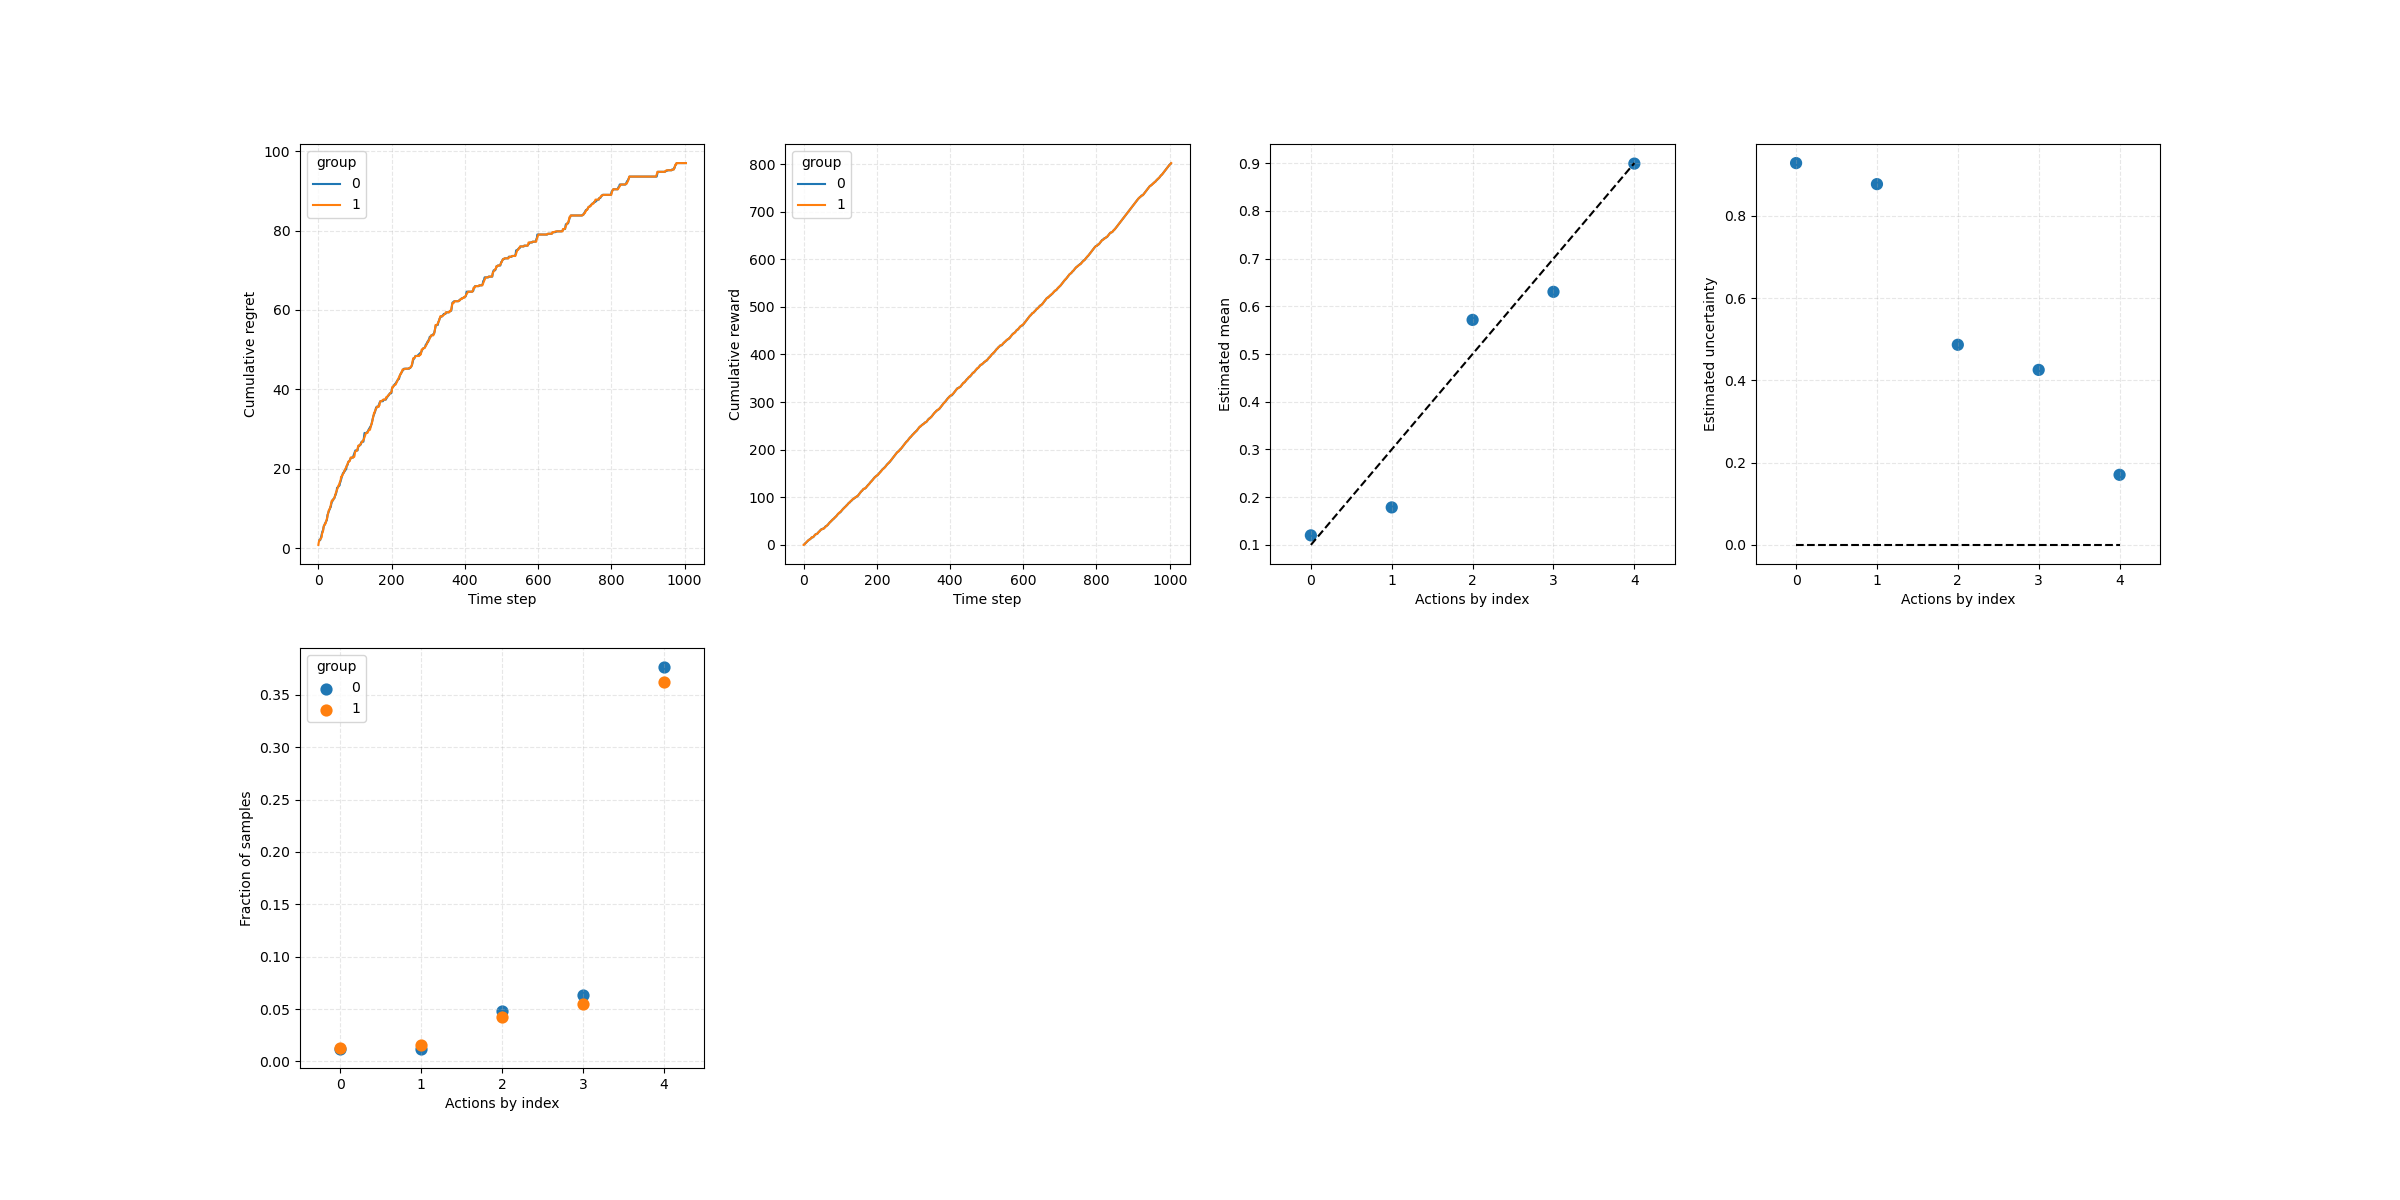 group
0
1
100
80
60
40
20
0
Cumulative regret
0 200 400 600 800 1000
Time step
group
0
1
800
700
600
500
400
300
200
100
0
Cumulative reward
0 200 400 600 800 1000
Time step
0.9
0.8
0.7
0.6
0.5
0.4
0.3
0.2
0.1
Estimated mean
0 1 2 3 4
Actions by index
0.8
0.6
0.4
0.2
0.0
Estimated uncertainty
0 1 2 3 4
Actions by index
group
0
1
0.35
0.30
0.25
0.20
0.15
0.10
0.05
0.00
Fraction of samples
0 1 2 3 4
Actions by index